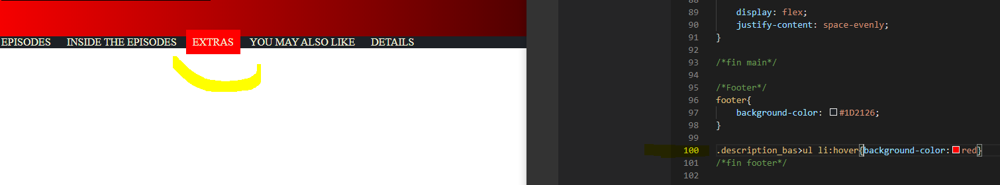 EPISODES INSIDE THE EPISODES EXTRAS YOU MAY ALSO LIKE DETAILS
89 display: flex;
90 justify-content: space-evenly;
91 }
92
93 /*fin main*/
94
95 /*Footer*/
96 footer{
97 background-color: #1D2126;
98 }
99
100 .description_bas>ul li:hover{background-color:red}
101 /*fin footer*/
102